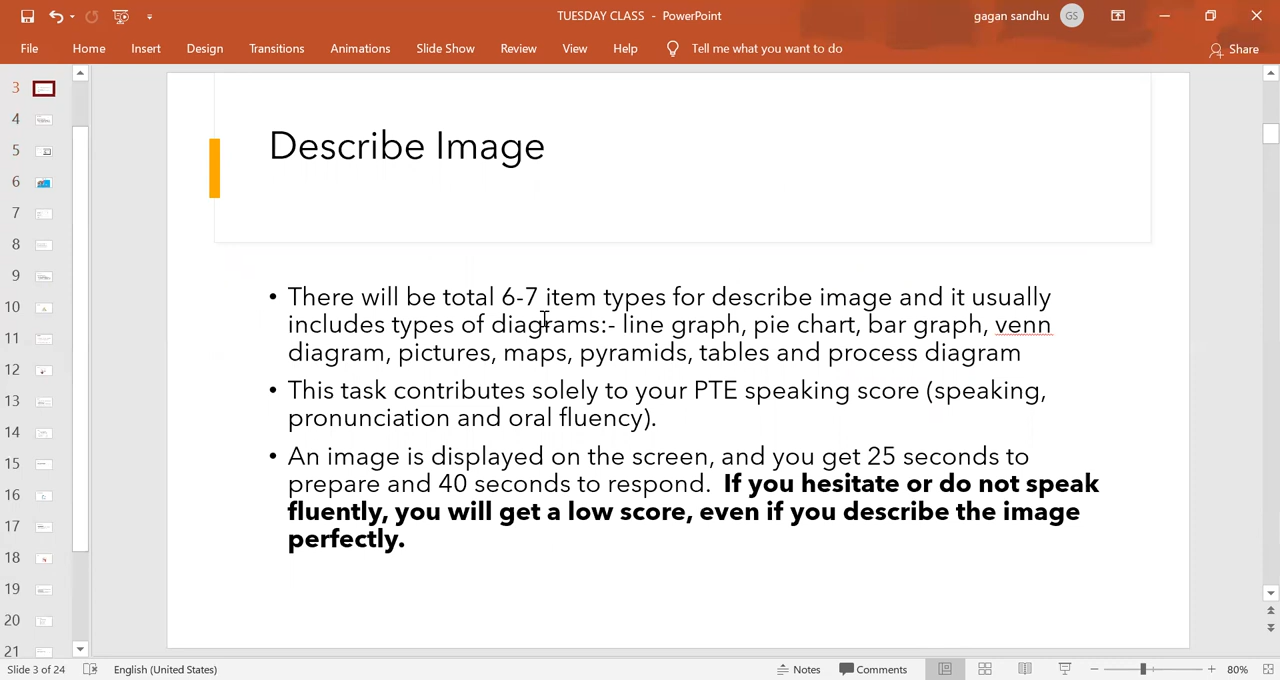 TUESDAY CLASS - PowerPoint
gagan sandhu GS
File Home Insert Design Transitions Animations Slide Show Review View Help Tell me what you want to do Share
3
4
5
6
7
8
9
10
11
12
13
14
15
16
17
18
19
20
21
Describe Image
• There will be total 6-7 item types for describe image and it usually
includes types of diagrams:- line graph, pie chart, bar graph, venn
diagram, pictures, maps, pyramids, tables and process diagram
• This task contributes solely to your PTE speaking score (speaking,
pronunciation and oral fluency).
• An image is displayed on the screen, and you get 25 seconds to
prepare and 40 seconds to respond. If you hesitate or do not speak
fluently, you will get a low score, even if you describe the image
perfectly.
Slide 3 of 24 English (United States) Notes Comments 80%